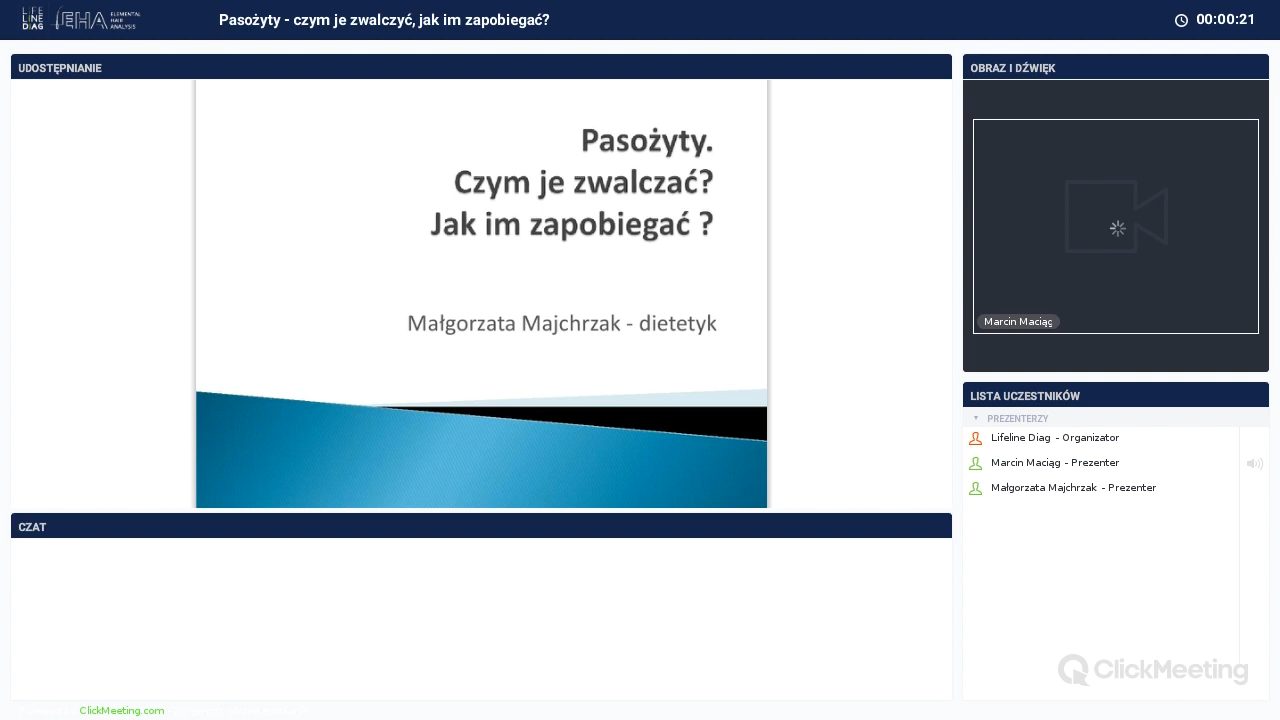 LIFE
LINE
DIAG
EHA
ELEMENTAL
HAIR
ANALYSIS
Pasożyty - czym je zwalczyć, jak im zapobiegać?
00:00:21
UDOSTĘPNIANIE
Pasożyty.
Czym je zwalczać?
Jak im zapobiegać ?
Małgorzata Majchrzak - dietetyk
OBRAZ I DŹWIĘK
Marcin Maciąg
LISTA UCZESTNIKÓW
PREZENTERZY
Lifeline Diag - Organizator
Marcin Maciąg - Prezenter
Małgorzata Majchrzak - Prezenter
CZAT
ClickMeeting
ClickMeeting.com